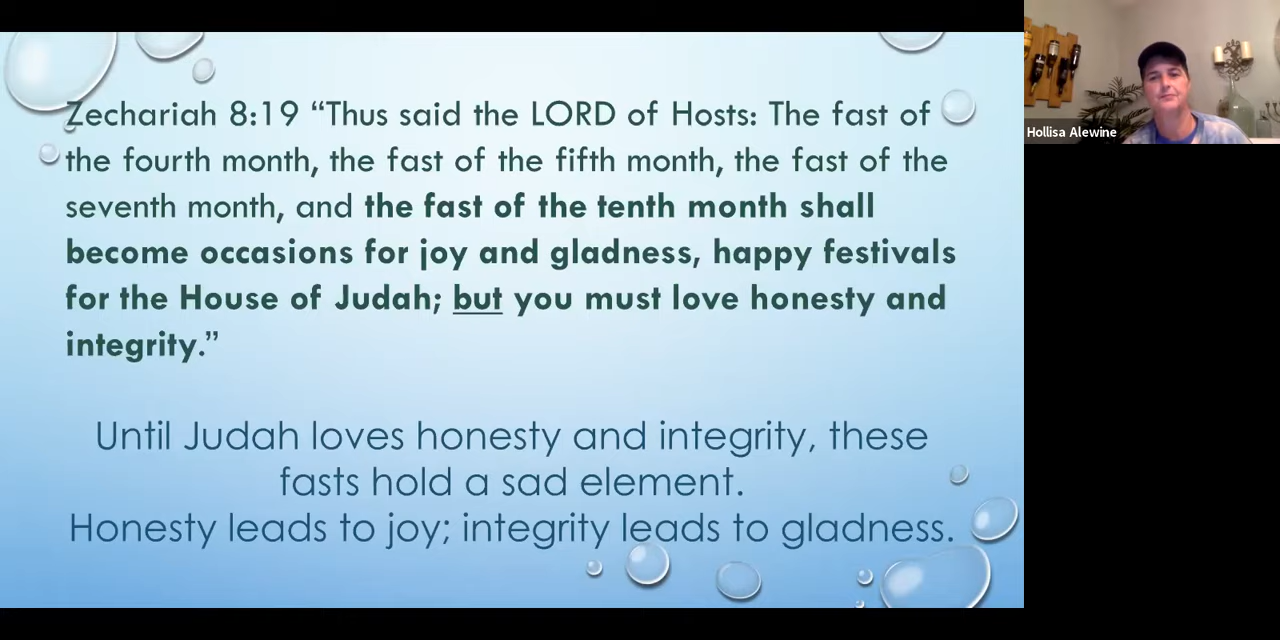 Zechariah 8:19 “Thus said the LORD of Hosts: The fast of
the fourth month, the fast of the fifth month, the fast of the
seventh month, and the fast of the tenth month shall
become occasions for joy and gladness, happy festivals
for the House of Judah; but you must love honesty and
integrity.”
Until Judah loves honesty and integrity, these
fasts hold a sad element.
Honesty leads to joy; integrity leads to gladness.
Hollisa Alewine